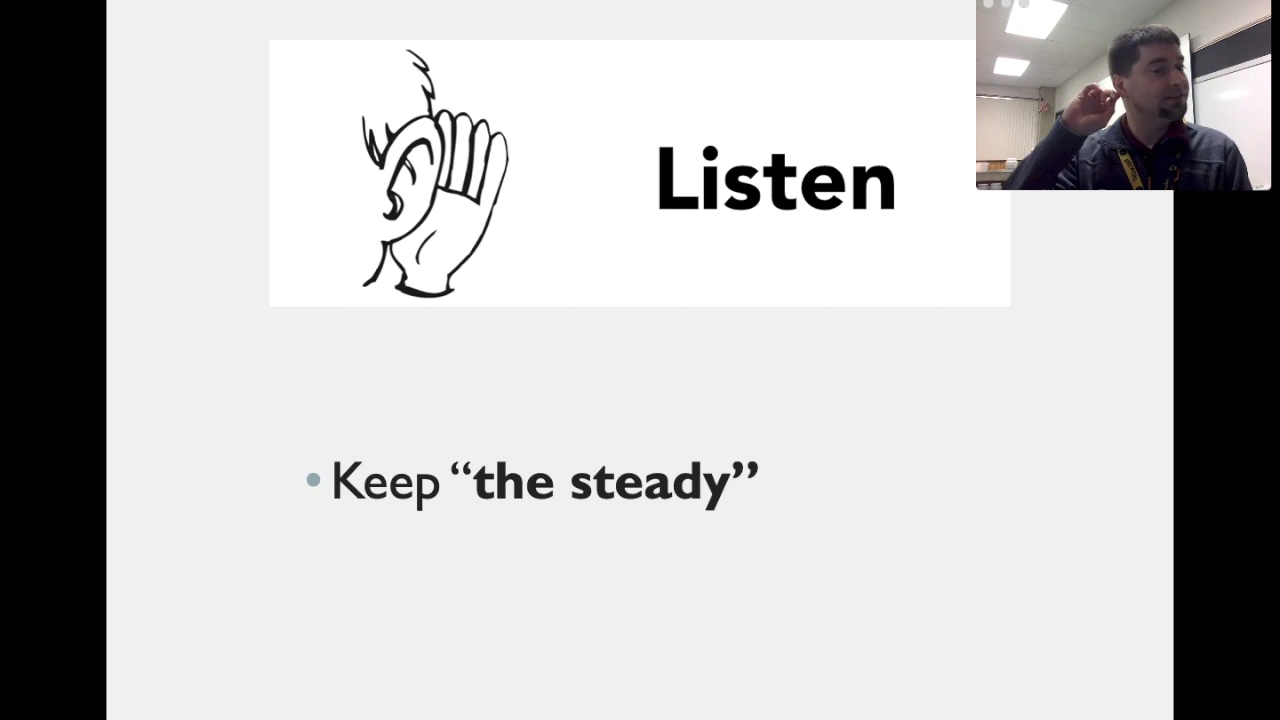 Listen
• Keep “the steady”